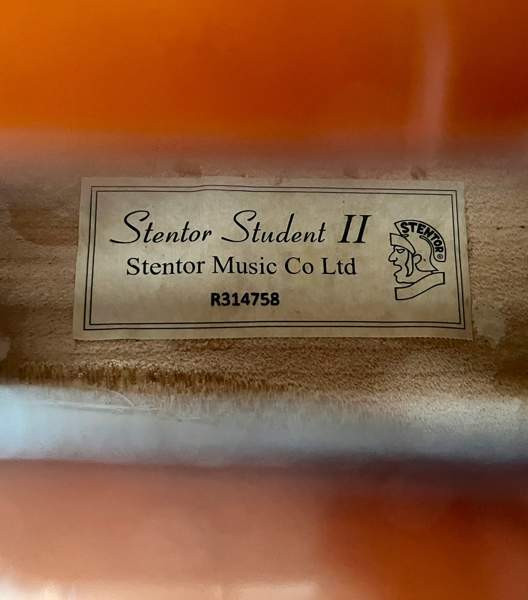 Stentor Student II
Stentor Music Co Ltd
R314758
STENTOR®